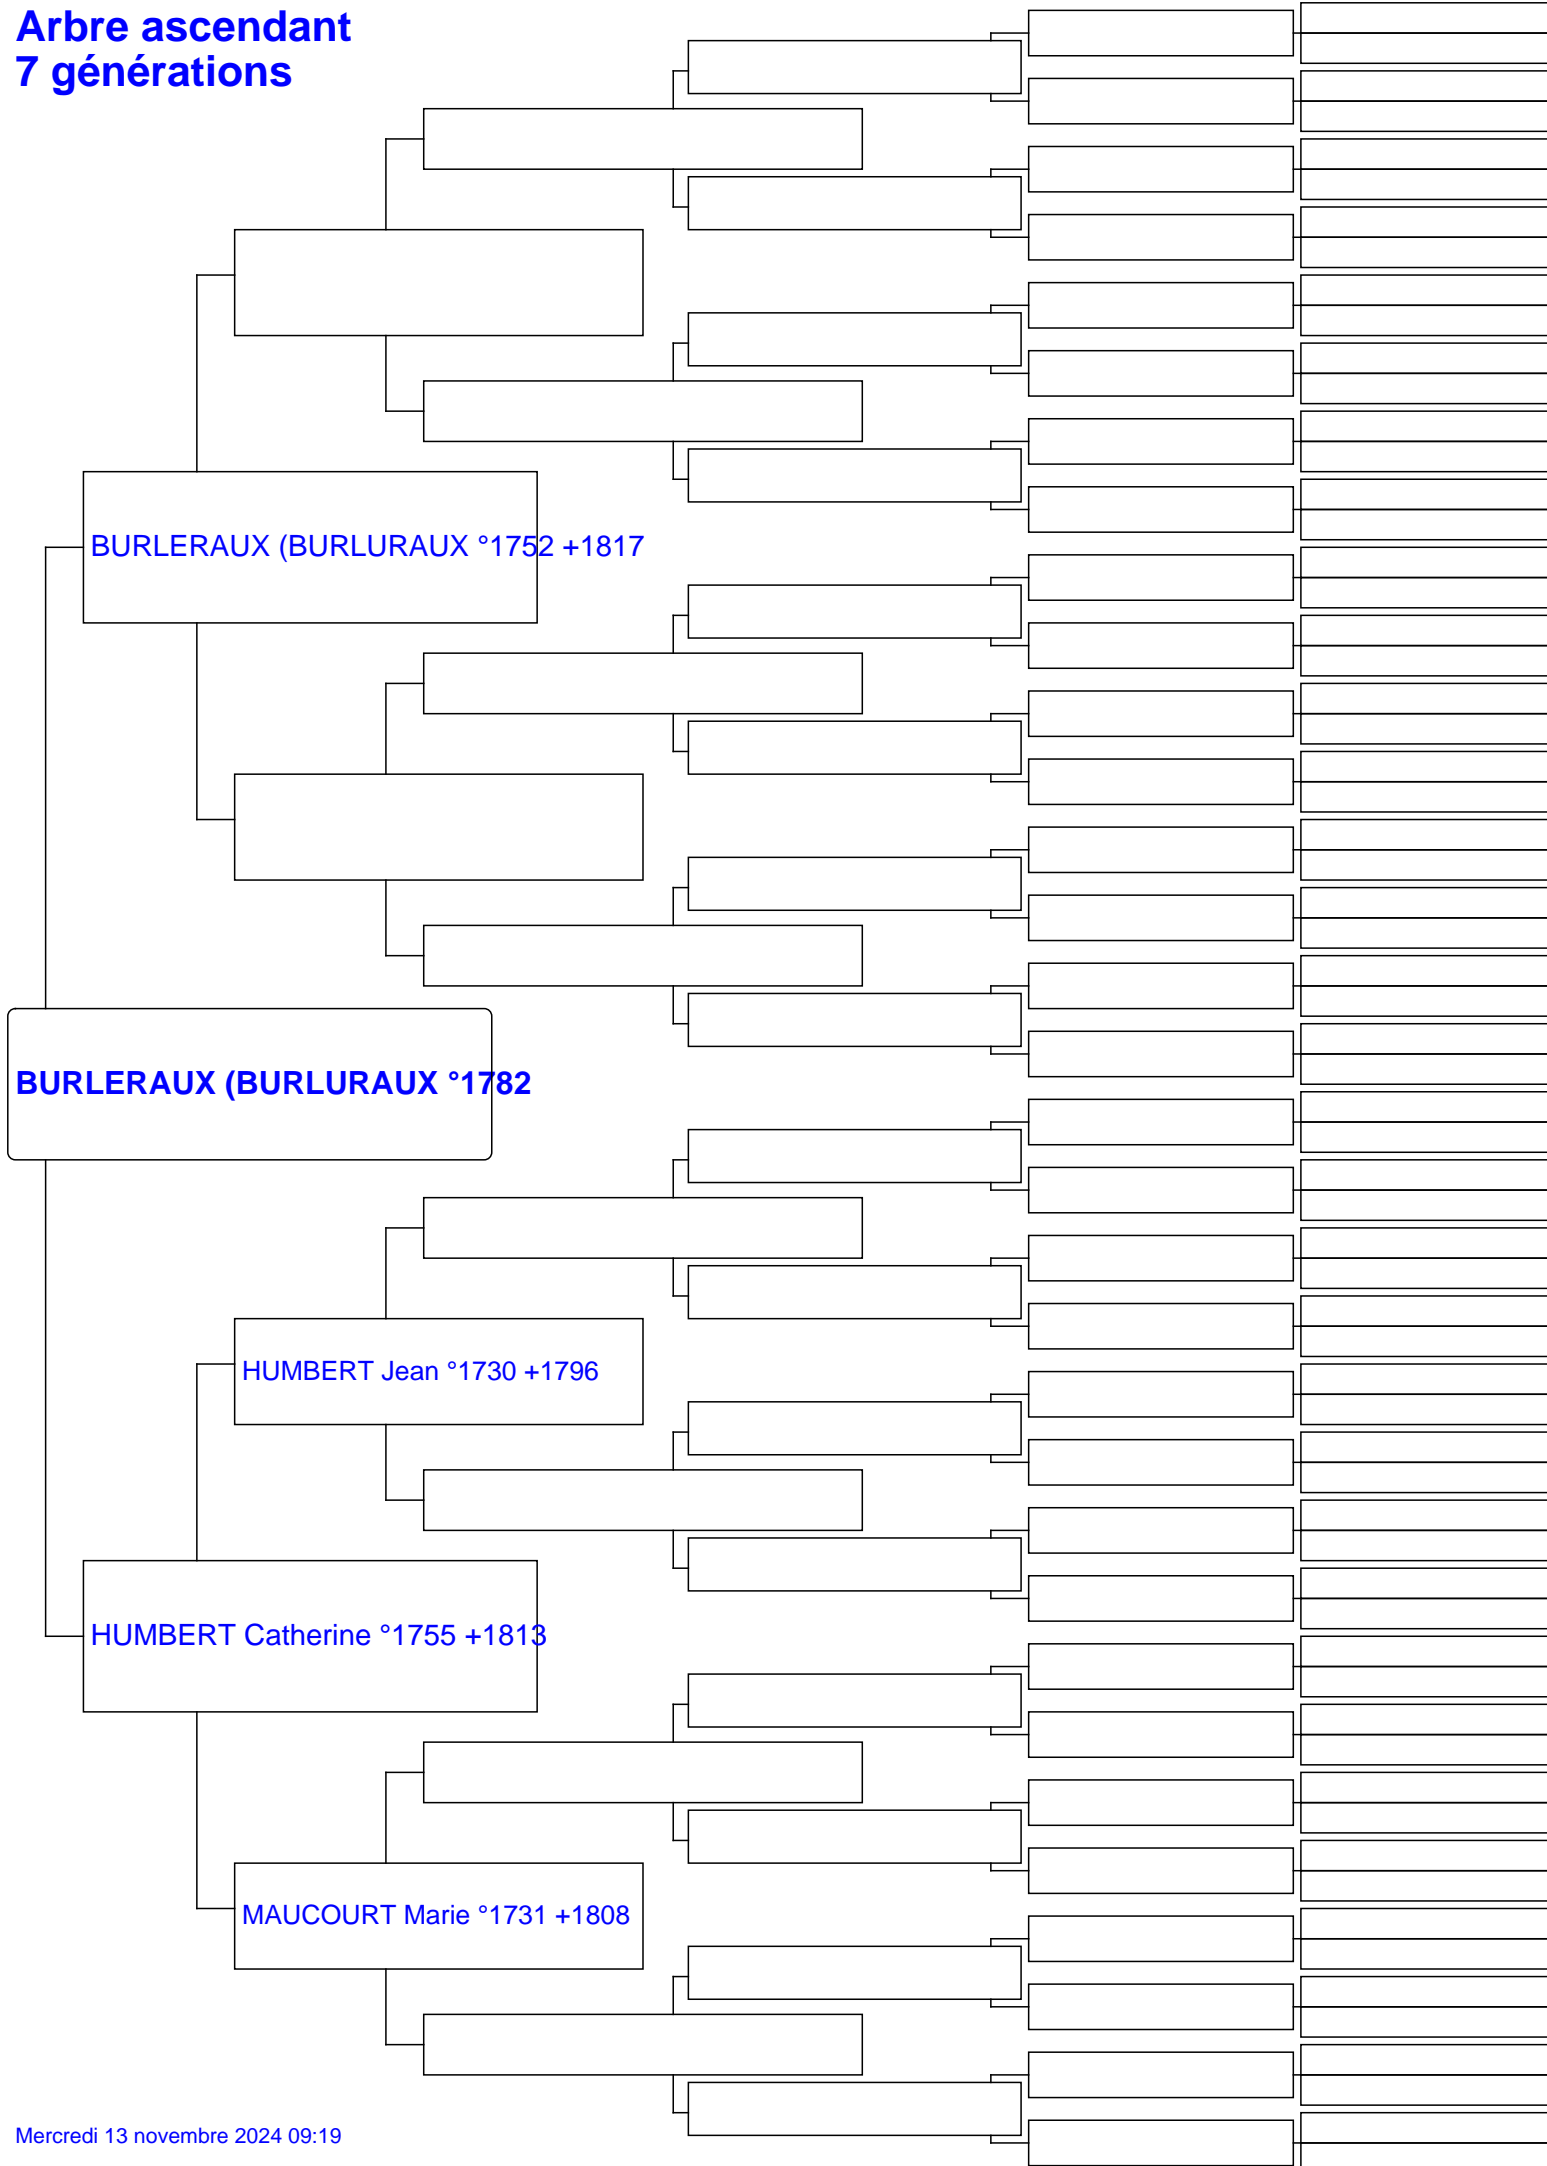 Arbre ascendant
7 générations
BURLERAUX (BURLURAUX °1752 +1817
BURLERAUX (BURLURAUX °1782
HUMBERT Jean °1730 +1796
HUMBERT Catherine °1755 +1813
MAUCOURT Marie °1731 +1808
Mercredi 13 novembre 2024 09:19